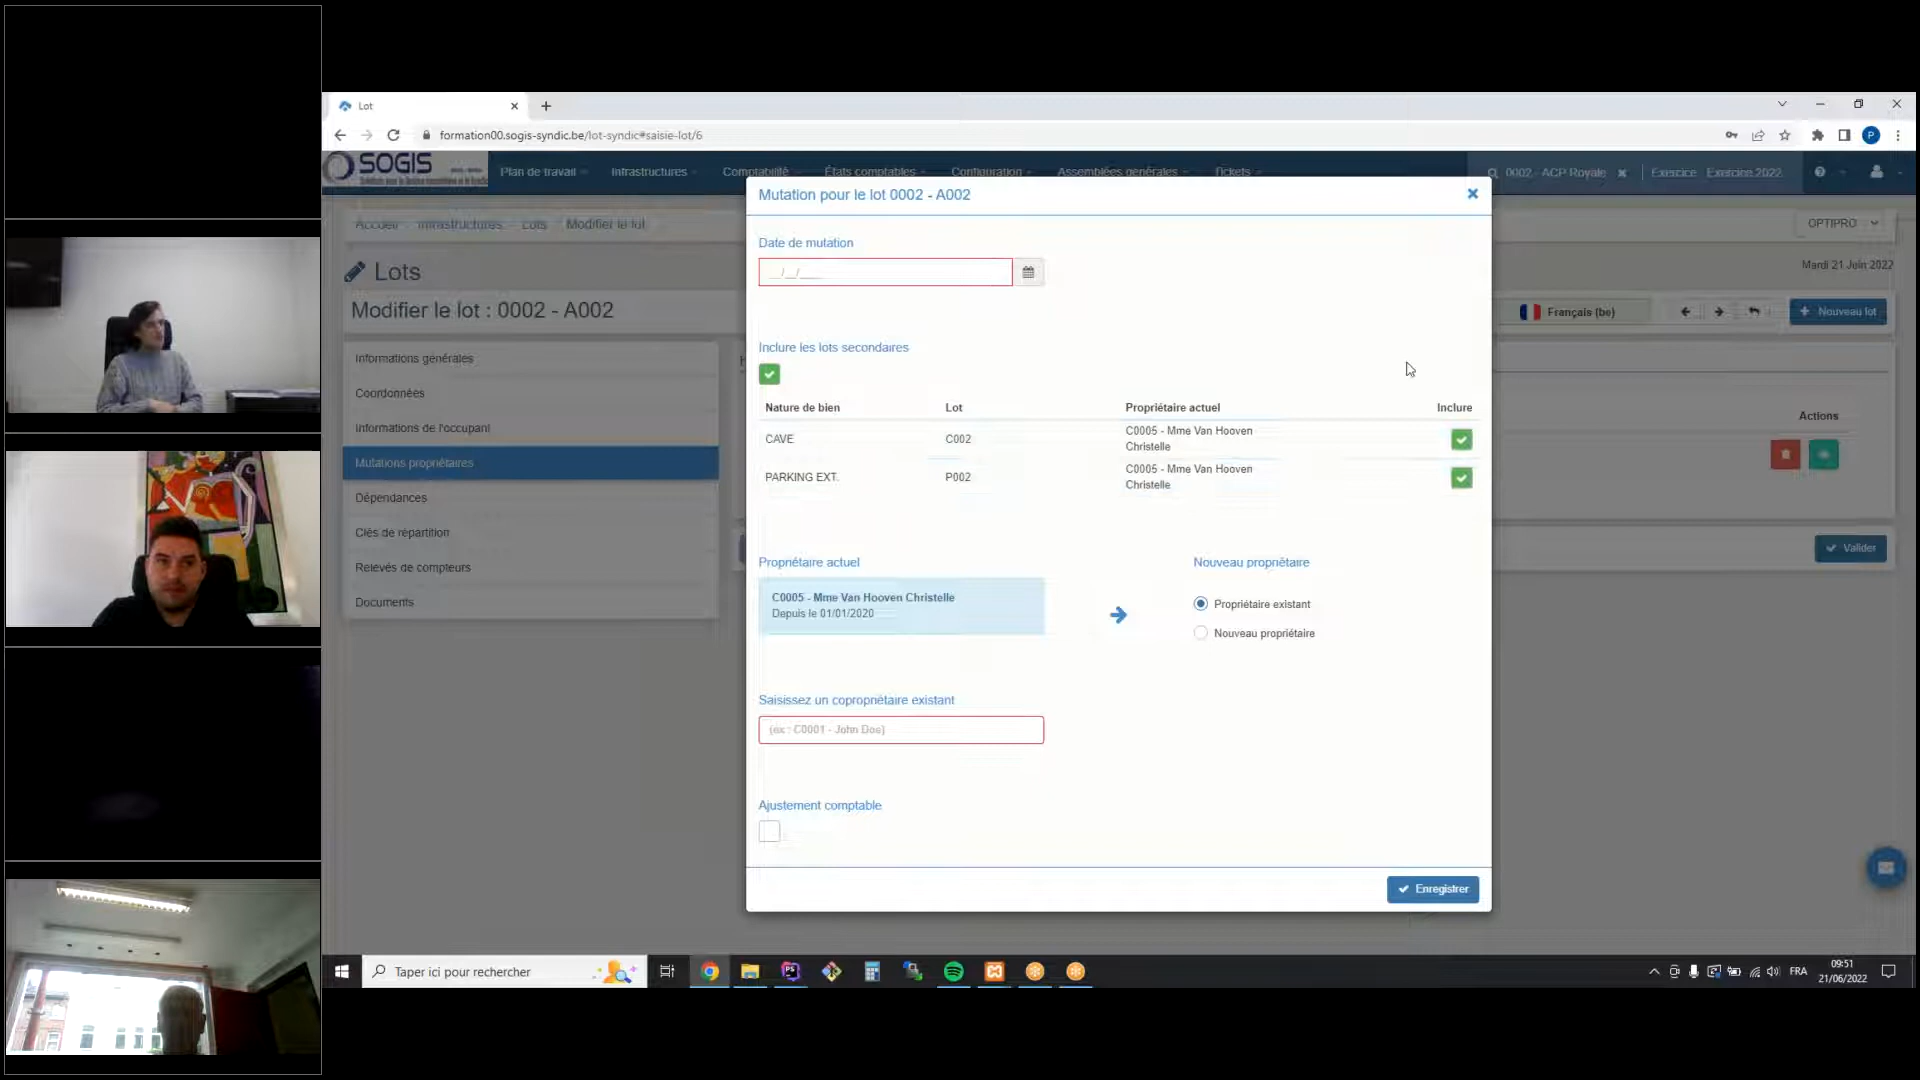 Lot
formation00.sogis-syndic.be/lot-syndic#saisie-lot/6
SOGIS
Plan de travail
Infrastructures
Comptabilité
États comptables
Configuration
Assemblées générales
Tickets
0002 - ACP Royale
Exercice : Exercice 2022
Accueil
Infrastructures
Lots
Modifier le lot
OPTIPRO
Lots
Mardi 21 Juin 2022
Modifier le lot : 0002 - A002
Français (be)
Nouveau lot
Informations générales
Coordonnées
Informations de l'occupant
Mutations propriétaires
Dépendances
Clés de répartition
Relevés de compteurs
Documents
Actions
Valider
Mutation pour le lot 0002 - A002
Date de mutation
__/__/____
Inclure les lots secondaires
Nature de bien Lot Propriétaire actuel Inclure
CAVE C002 C0005 - Mme Van Hooven Christelle
PARKING EXT. P002 C0005 - Mme Van Hooven Christelle
Propriétaire actuel
C0005 - Mme Van Hooven Christelle
Depuis le 01/01/2020
Nouveau propriétaire
Propriétaire existant
Nouveau propriétaire
Saisissez un copropriétaire existant
(ex : C0001 - John Doe)
Ajustement comptable
Enregistrer
Taper ici pour rechercher
FRA
09:51
21/06/2022